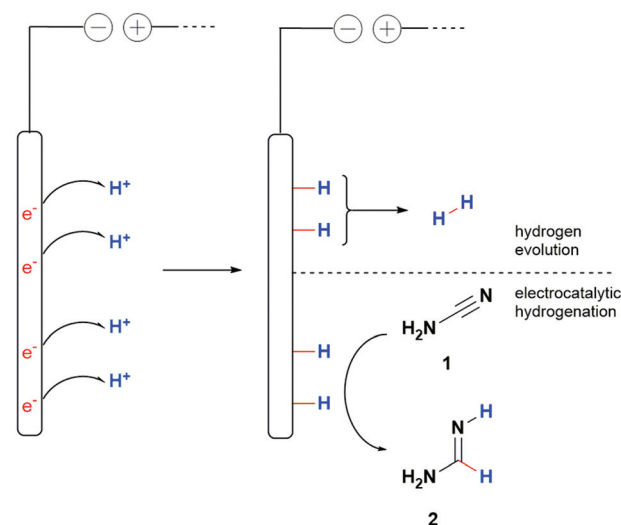 − + − +
e- H+
e- H+
e- H+
e- H+
H
H
H
H
hydrogen
evolution
electrocatalytic
hydrogenation
H2N N
1
H
H
N H
H2N H
2